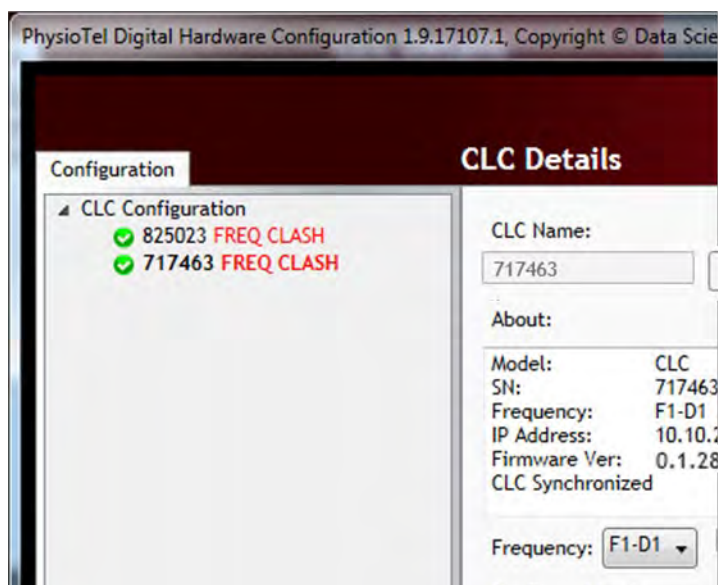 PhysioTel Digital Hardware Configuration 1.9.17107.1, Copyright © Data Scie
Configuration
CLC Details
CLC Configuration
825023 FREQ CLASH
717463 FREQ CLASH
CLC Name:
717463
About:
Model: CLC
SN: 717463
Frequency: F1-D1
IP Address: 10.10.2
Firmware Ver: 0.1.28
CLC Synchronized
Frequency: F1-D1